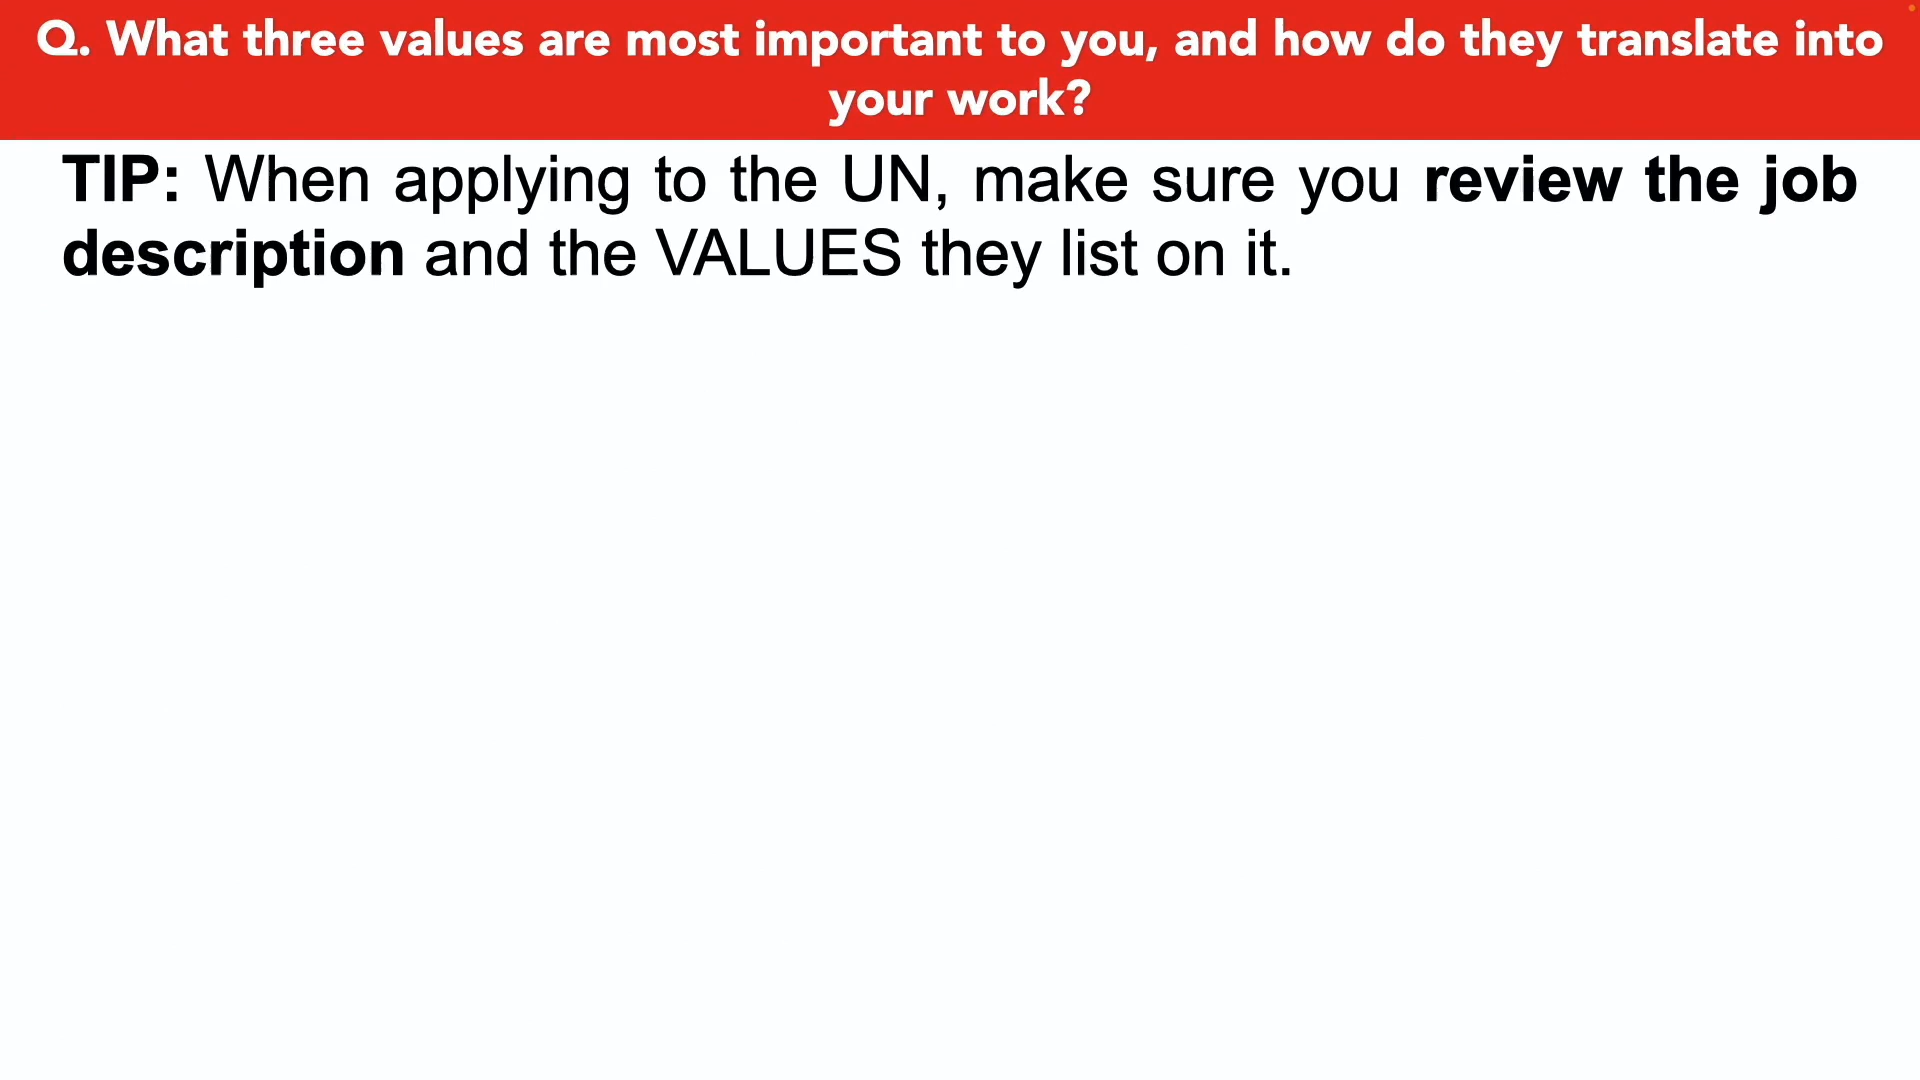 Q. What three values are most important to you, and how do they translate into
your work?
TIP: When applying to the UN, make sure you review the job
description and the VALUES they list on it.